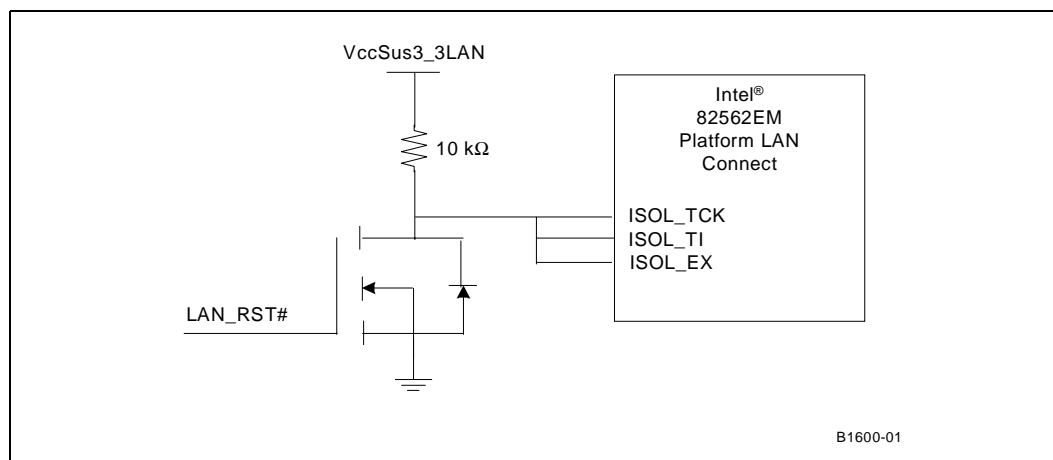 VccSus3_3LAN
10 kΩ
Intel®
82562EM
Platform LAN
Connect
ISOL_TCK
ISOL_TI
ISOL_EX
LAN_RST#
B1600-01